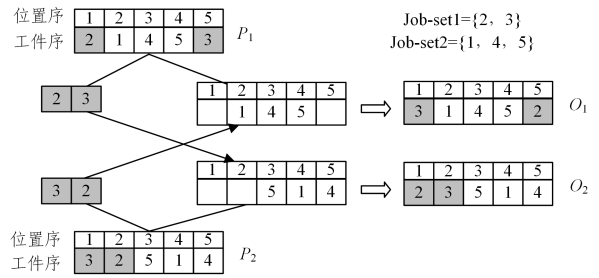 位置序 1 2 3 4 5
工件序 2 1 4 5 3 P1
Job-set1={2, 3}
Job-set2={1, 4, 5}
2 3
1 2 3 4 5
1 4 5
1 2 3 4 5
3 1 4 5 2 O1
3 2
1 2 3 4 5
5 1 4
1 2 3 4 5
2 3 5 1 4 O2
位置序 1 2 3 4 5
工件序 3 2 5 1 4 P2